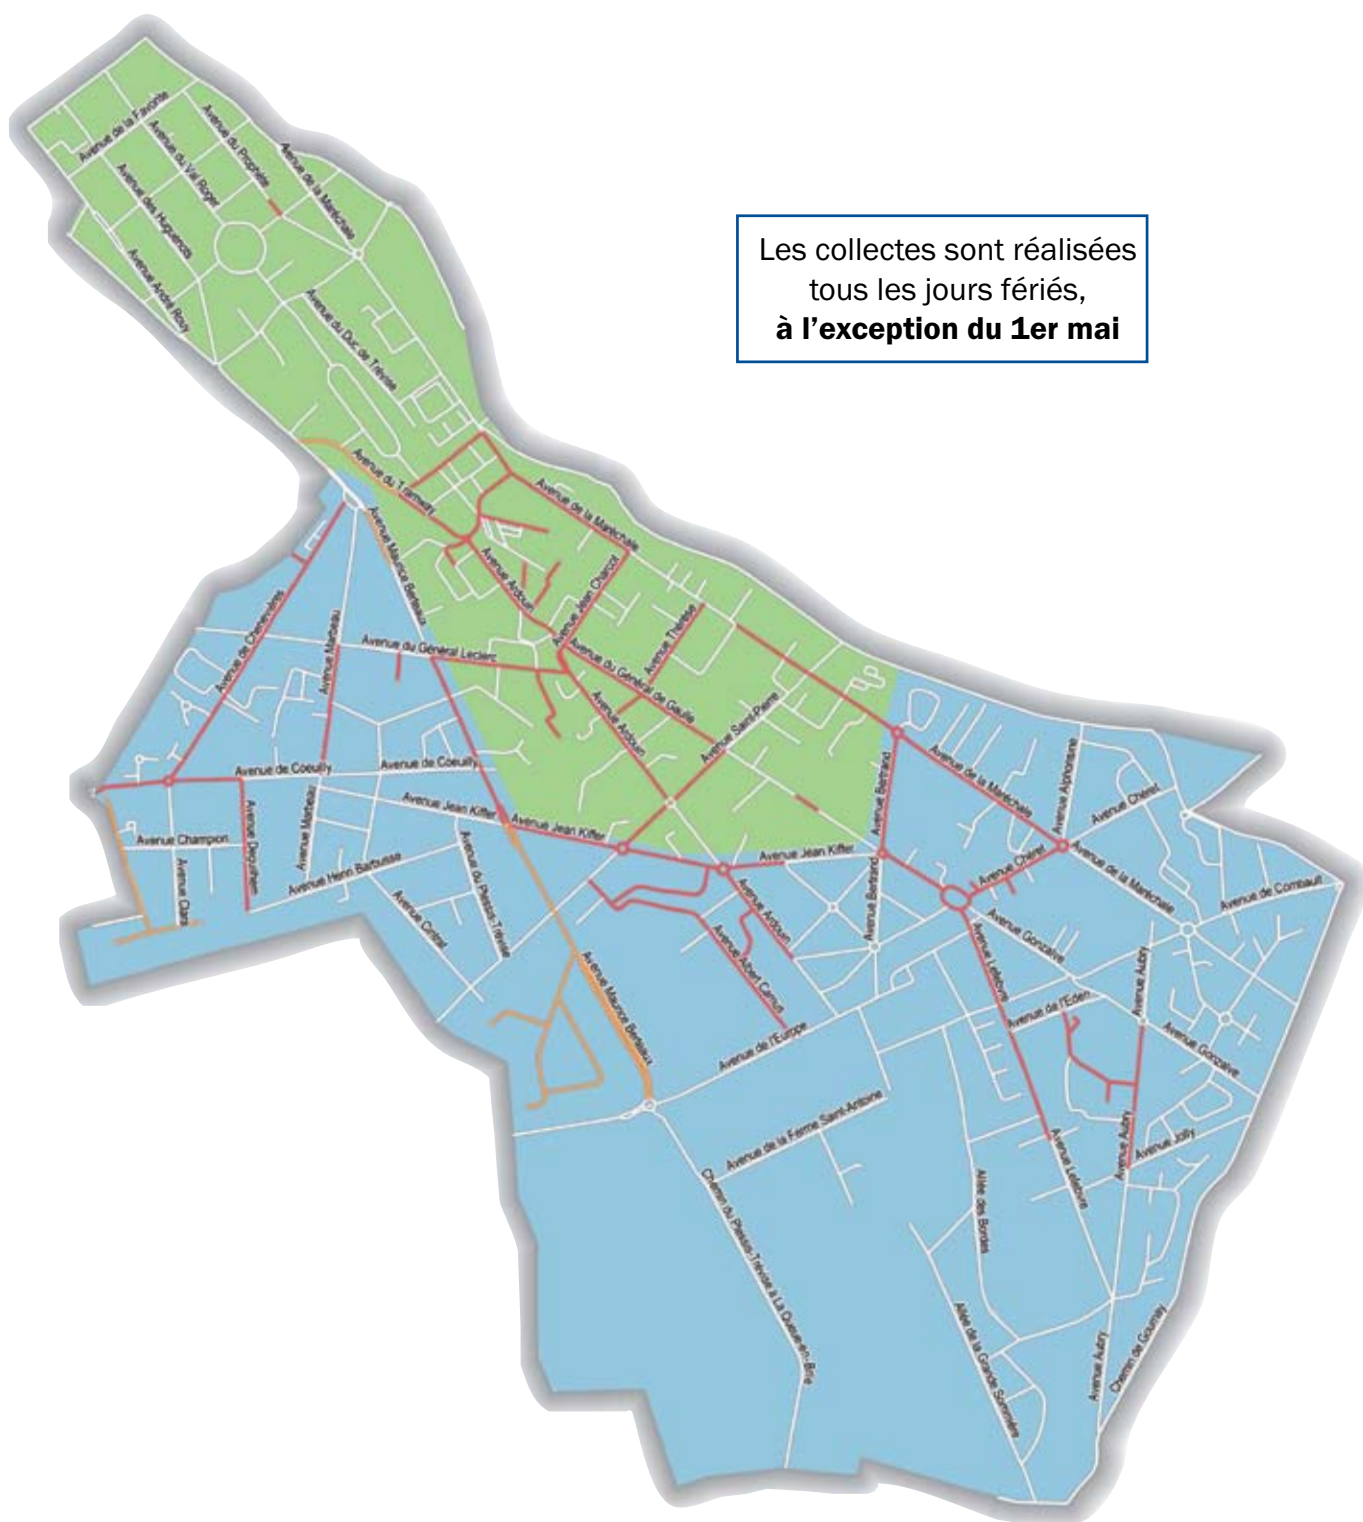 Avenue de la Favorite
Avenue du Val Roger
Avenue du Prophète
Avenue de la Maréchale
Avenue des Huguenots
Avenue André Rouy
Avenue du Duc de Trévise
Les collectes sont réalisées
tous les jours fériés,
à l'exception du 1er mai
Avenue du Tramway
Avenue de la Maréchale
Avenue Maurice Berteaux
Avenue Ardouin
Avenue Jean Charcot
Avenue de Chenevières
Avenue Marbeau
Avenue du Général Leclerc
Avenue Thérèse
Avenue du Général de Gaulle
Avenue Saint-Pierre
Avenue Ardouin
Avenue de Coeuilly
Avenue de Coeuilly
Avenue Bertrand
Avenue de la Maréchale
Avenue Alphontine
Avenue Chéret
Avenue Jean Kiffer
Avenue Jean Kiffer
Avenue Marbeau
Avenue Champion
Avenue Clara
Avenue Henri Barbusse
Avenue du Plessis-Trévise
Avenue Jean Kiffer
Avenue Chéret
Avenue de la Maréchale
Avenue de Combault
Avenue Ardouin
Avenue Bertrand
Avenue Albert Camus
Avenue Gonzalve
Avenue Lefebvre
Avenue Aubry
Avenue Maurice Berteaux
Avenue de l'Europe
Avenue de l'Eden
Avenue Gonzalve
Avenue de la Ferme Saint-Antoine
Avenue Aubry
Avenue Jolly
Avenue Lefebvre
Allée des Bordes
Chemin du Plessis-Trévise à La Queue-en-Brie
Allée de la Grande Sommière
Avenue Aubry
Chemin de Gournay